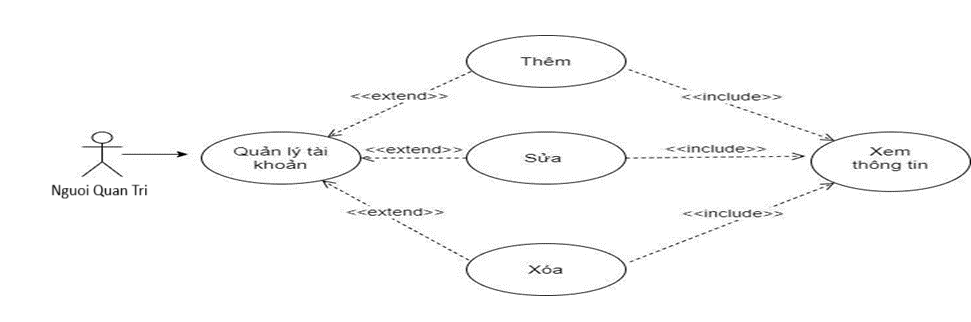 Thêm
<<extend>>
<<include>>
Quản lý tài
khoản
<<extend>>
Sửa
<<include>>
Xem
thông tin
Nguoi Quan Tri
<<extend>>
<<include>>
Xóa